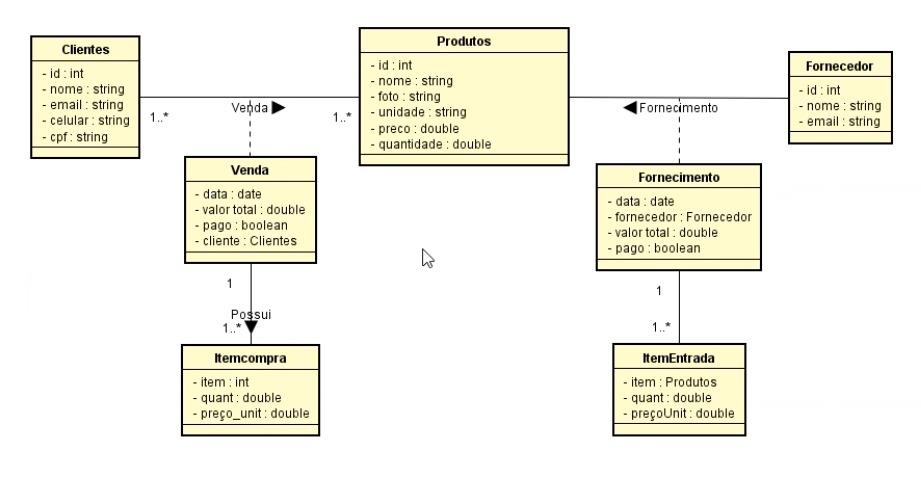 Clientes
- id : int
- nome : string
- email : string
- celular : string
- cpf : string
1..*
Venda
1..*
Produtos
- id : int
- nome : string
- foto : string
- unidade : string
- preco : double
- quantidade : double
Fornecimento
Fornecedor
- id : int
- nome : string
- email : string
Venda
- data : date
- valor total : double
- pago : boolean
- cliente : Clientes
1
Possui
1..*
Itemcompra
- item : int
- quant : double
- preço_unit : double
Fornecimento
- data : date
- fornecedor : Fornecedor
- valor total : double
- pago : boolean
1
1..*
ItemEntrada
- item : Produtos
- quant : double
- preçoUnit : double